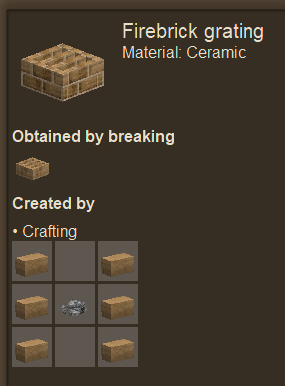 Firebrick grating
Material: Ceramic
Obtained by breaking
Created by
• Crafting